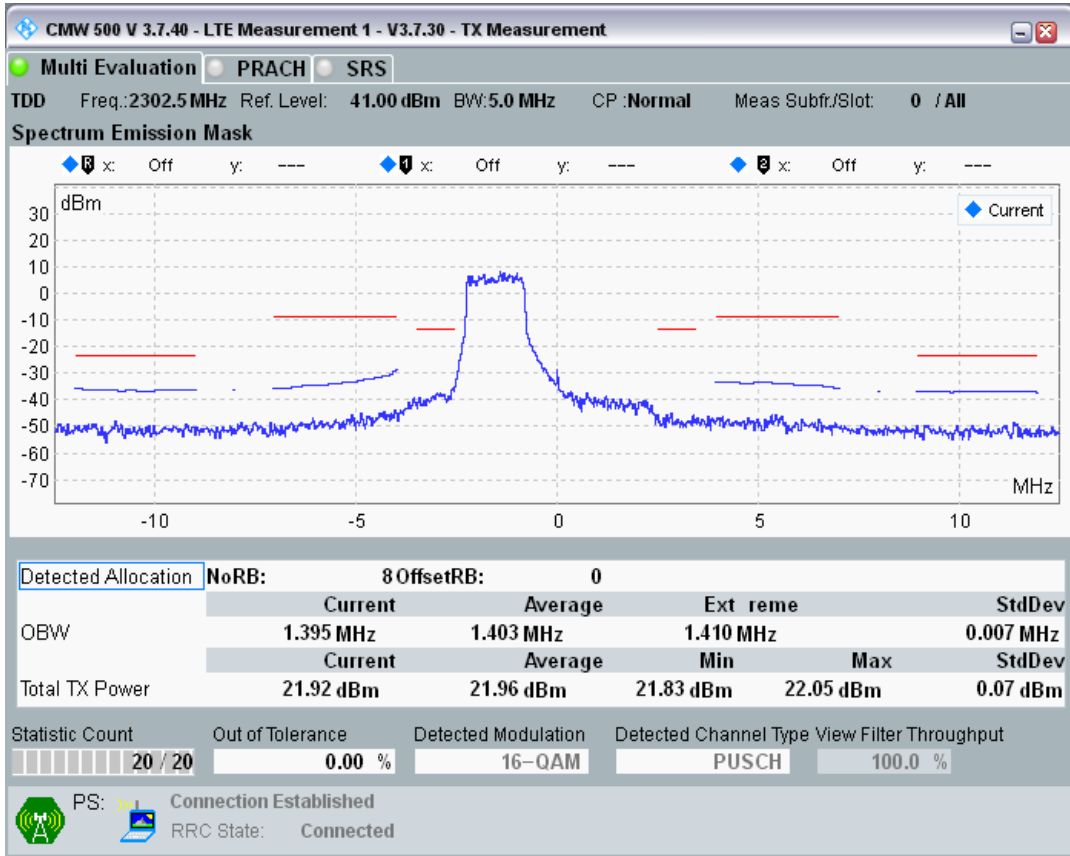 CMW 500 V 3.7.40 - LTE Measurement 1 - V3.7.30 - TX Measurement
Multi Evaluation PRACH SRS
TDD Freq.:2302.5 MHz Ref. Level: 41.00 dBm BW:5.0 MHz CP :Normal Meas Subfr./Slot: 0 / All
Spectrum Emission Mask
R x: Off y: --- 1 x: Off y: --- 2 x: Off y: ---
dBm
Current
30
20
10
0
-10
-20
-30
-40
-50
-60
-70
MHz
-10 -5 0 5 10
Detected Allocation NoRB: 8 OffsetRB: 0
Current Average Ext reme StdDev
OBW 1.395 MHz 1.403 MHz 1.410 MHz 0.007 MHz
Current Average Min Max StdDev
Total TX Power 21.92 dBm 21.96 dBm 21.83 dBm 22.05 dBm 0.07 dBm
Statistic Count Out of Tolerance Detected Modulation Detected Channel Type View Filter Throughput
20 / 20 0.00 % 16-QAM PUSCH 100.0 %
PS: Connection Established
RRC State: Connected